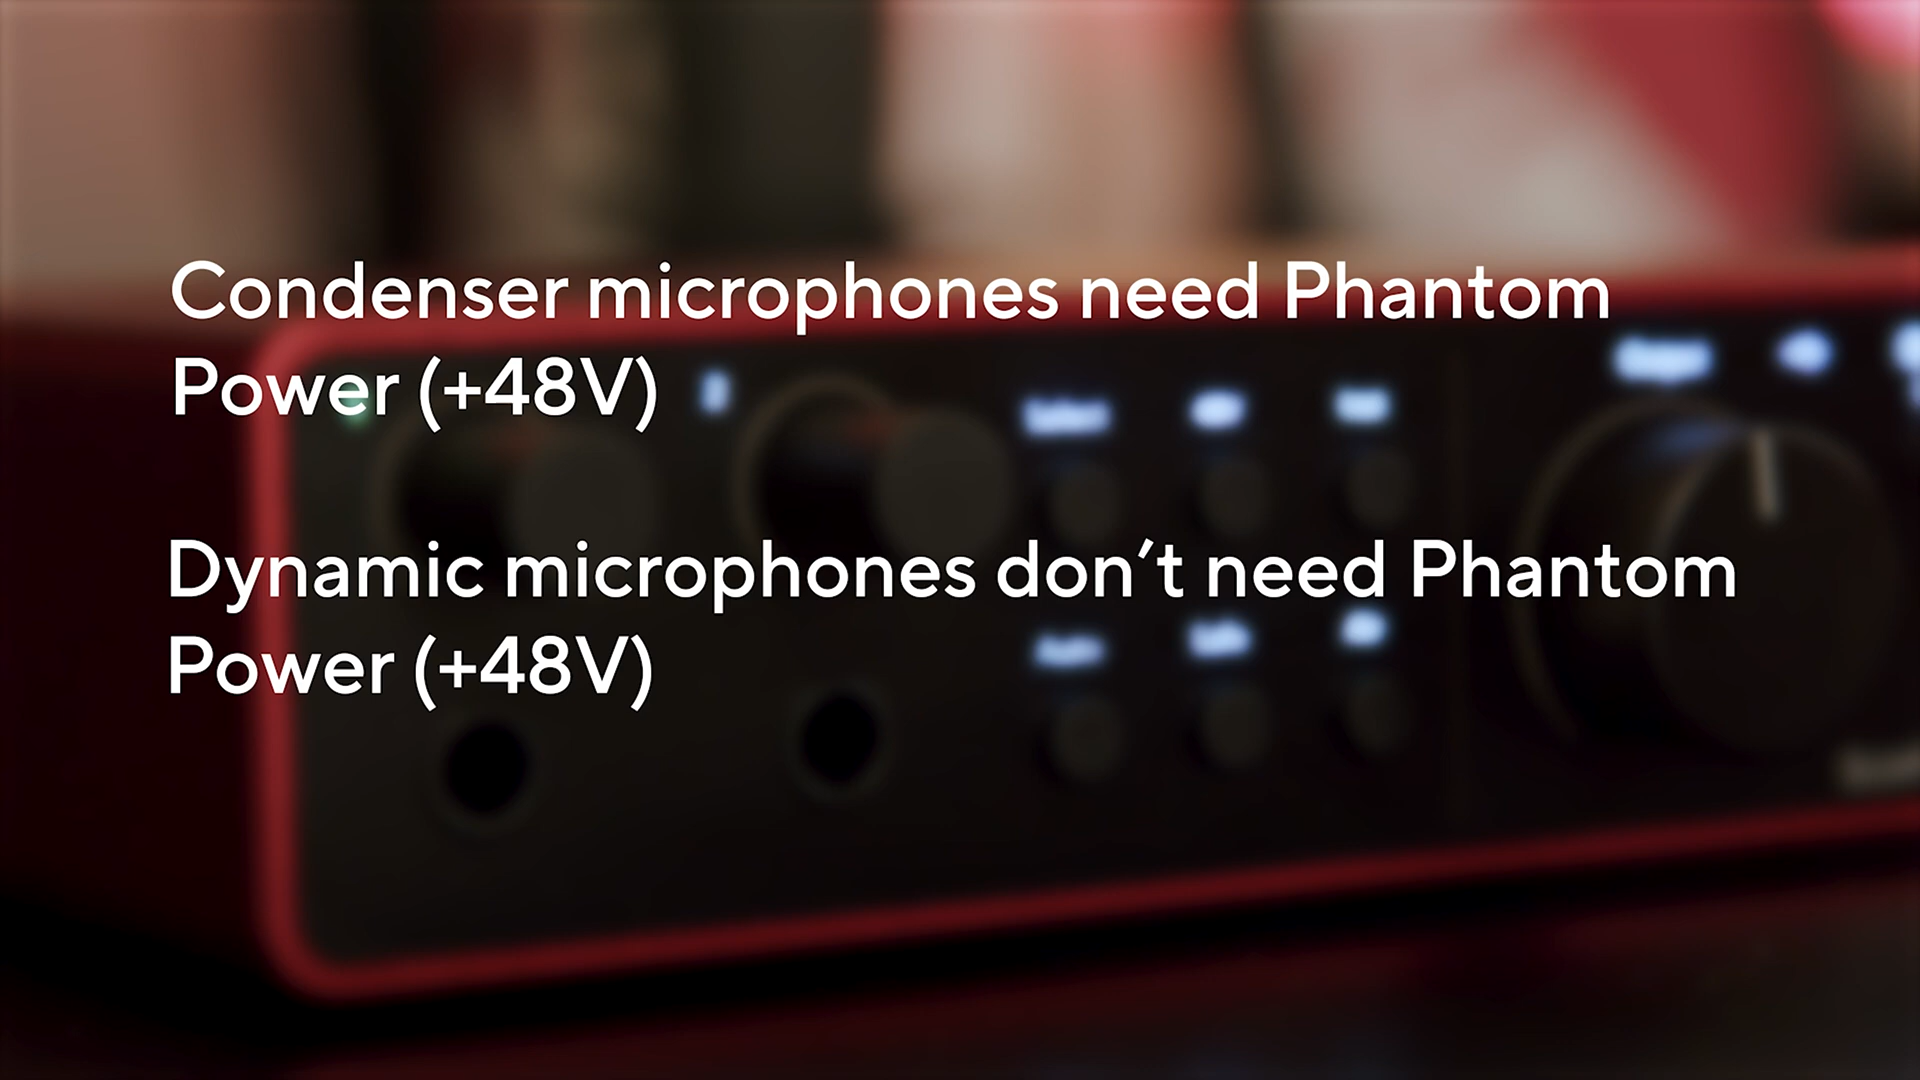 Condenser microphones need Phantom
Power (+48V)
Dynamic microphones don’t need Phantom
Power (+48V)